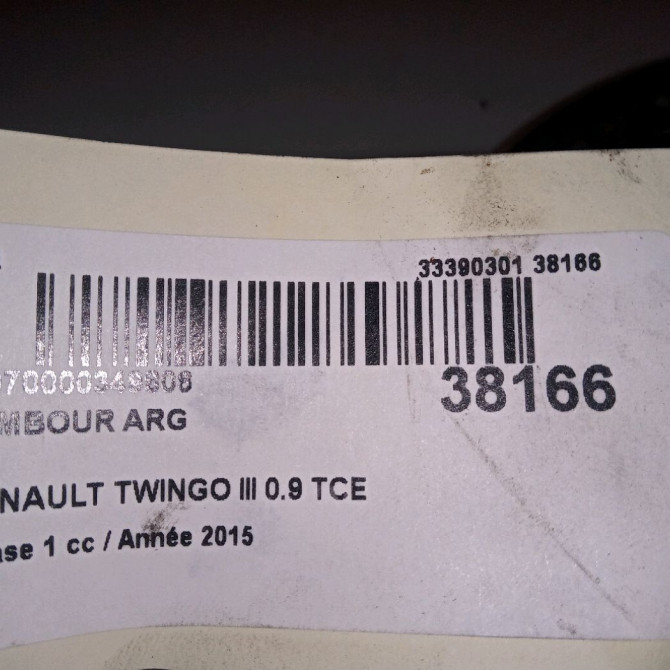 33390301 38166
38166
MBOUR ARG
NAULT TWINGO III 0.9 TCE
ase 1 cc / Année 2015